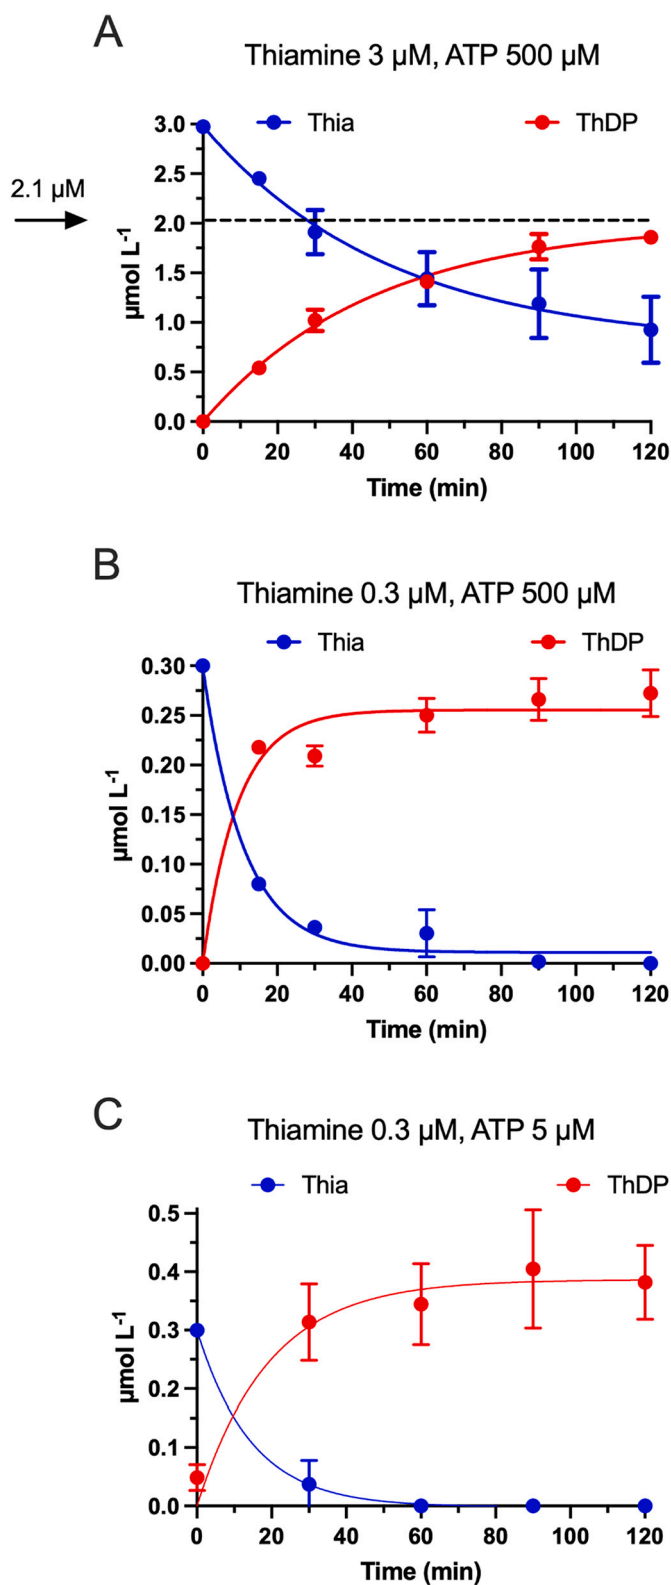 A
Thiamine 3 µM, ATP 500 µM
Thia ThDP
2.1 µM
µmol L⁻¹
3.0
2.5
2.0
1.5
1.0
0.5
0.0
0 20 40 60 80 100 120
Time (min)
B
Thiamine 0.3 µM, ATP 500 µM
Thia ThDP
µmol L⁻¹
0.30
0.25
0.20
0.15
0.10
0.05
0.00
0 20 40 60 80 100 120
Time (min)
C
Thiamine 0.3 µM, ATP 5 µM
Thia ThDP
µmol L⁻¹
0.5
0.4
0.3
0.2
0.1
0.0
0 20 40 60 80 100 120
Time (min)